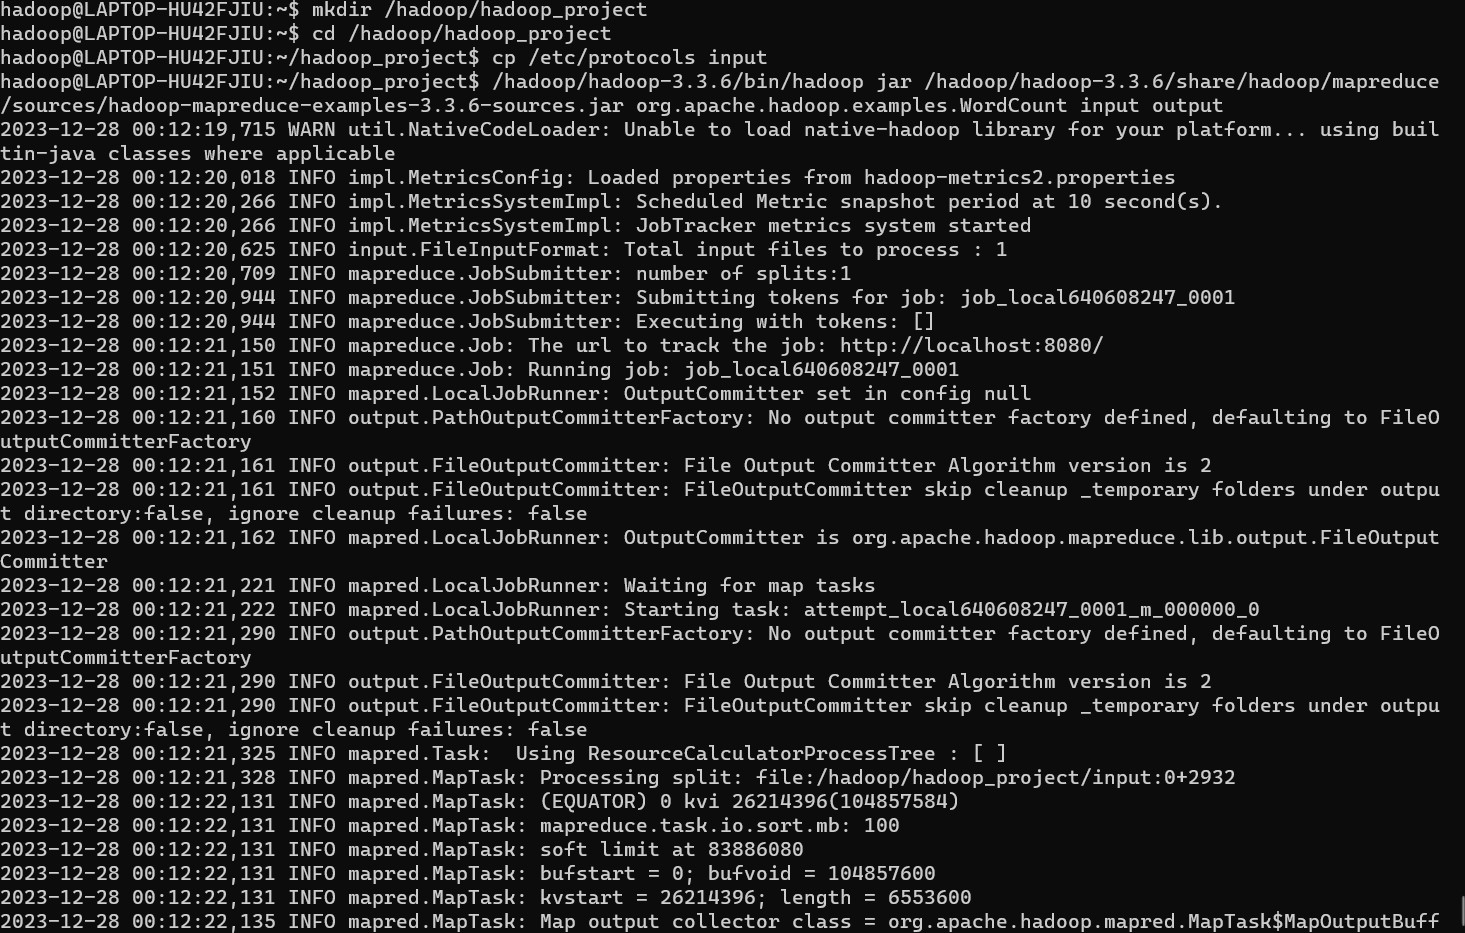 hadoop@LAPTOP-HU42FJIU:~$ mkdir /hadoop/hadoop_project
hadoop@LAPTOP-HU42FJIU:~$ cd /hadoop/hadoop_project
hadoop@LAPTOP-HU42FJIU:~/hadoop_project$ cp /etc/protocols input
hadoop@LAPTOP-HU42FJIU:~/hadoop_project$ /hadoop/hadoop-3.3.6/bin/hadoop jar /hadoop/hadoop-3.3.6/share/hadoop/mapreduce
/sources/hadoop-mapreduce-examples-3.3.6-sources.jar org.apache.hadoop.examples.WordCount input output
2023-12-28 00:12:19,715 WARN util.NativeCodeLoader: Unable to load native-hadoop library for your platform... using buil
tin-java classes where applicable
2023-12-28 00:12:20,018 INFO impl.MetricsConfig: Loaded properties from hadoop-metrics2.properties
2023-12-28 00:12:20,266 INFO impl.MetricsSystemImpl: Scheduled Metric snapshot period at 10 second(s).
2023-12-28 00:12:20,266 INFO impl.MetricsSystemImpl: JobTracker metrics system started
2023-12-28 00:12:20,625 INFO input.FileInputFormat: Total input files to process : 1
2023-12-28 00:12:20,709 INFO mapreduce.JobSubmitter: number of splits:1
2023-12-28 00:12:20,944 INFO mapreduce.JobSubmitter: Submitting tokens for job: job_local640608247_0001
2023-12-28 00:12:20,944 INFO mapreduce.JobSubmitter: Executing with tokens: []
2023-12-28 00:12:21,150 INFO mapreduce.Job: The url to track the job: http://localhost:8080/
2023-12-28 00:12:21,151 INFO mapreduce.Job: Running job: job_local640608247_0001
2023-12-28 00:12:21,152 INFO mapred.LocalJobRunner: OutputCommitter set in config null
2023-12-28 00:12:21,160 INFO output.PathOutputCommitterFactory: No output committer factory defined, defaulting to FileO
utputCommitterFactory
2023-12-28 00:12:21,161 INFO output.FileOutputCommitter: File Output Committer Algorithm version is 2
2023-12-28 00:12:21,161 INFO output.FileOutputCommitter: FileOutputCommitter skip cleanup _temporary folders under outpu
t directory:false, ignore cleanup failures: false
2023-12-28 00:12:21,162 INFO mapred.LocalJobRunner: OutputCommitter is org.apache.hadoop.mapreduce.lib.output.FileOutput
Committer
2023-12-28 00:12:21,221 INFO mapred.LocalJobRunner: Waiting for map tasks
2023-12-28 00:12:21,222 INFO mapred.LocalJobRunner: Starting task: attempt_local640608247_0001_m_000000_0
2023-12-28 00:12:21,290 INFO output.PathOutputCommitterFactory: No output committer factory defined, defaulting to FileO
utputCommitterFactory
2023-12-28 00:12:21,290 INFO output.FileOutputCommitter: File Output Committer Algorithm version is 2
2023-12-28 00:12:21,290 INFO output.FileOutputCommitter: FileOutputCommitter skip cleanup _temporary folders under outpu
t directory:false, ignore cleanup failures: false
2023-12-28 00:12:21,325 INFO mapred.Task:  Using ResourceCalculatorProcessTree : [ ]
2023-12-28 00:12:21,328 INFO mapred.MapTask: Processing split: file:/hadoop/hadoop_project/input:0+2932
2023-12-28 00:12:22,131 INFO mapred.MapTask: (EQUATOR) 0 kvi 26214396(104857584)
2023-12-28 00:12:22,131 INFO mapred.MapTask: mapreduce.task.io.sort.mb: 100
2023-12-28 00:12:22,131 INFO mapred.MapTask: soft limit at 83886080
2023-12-28 00:12:22,131 INFO mapred.MapTask: bufstart = 0; bufvoid = 104857600
2023-12-28 00:12:22,131 INFO mapred.MapTask: kvstart = 26214396; length = 6553600
2023-12-28 00:12:22,135 INFO mapred.MapTask: Map output collector class = org.apache.hadoop.mapred.MapTask$MapOutputBuff